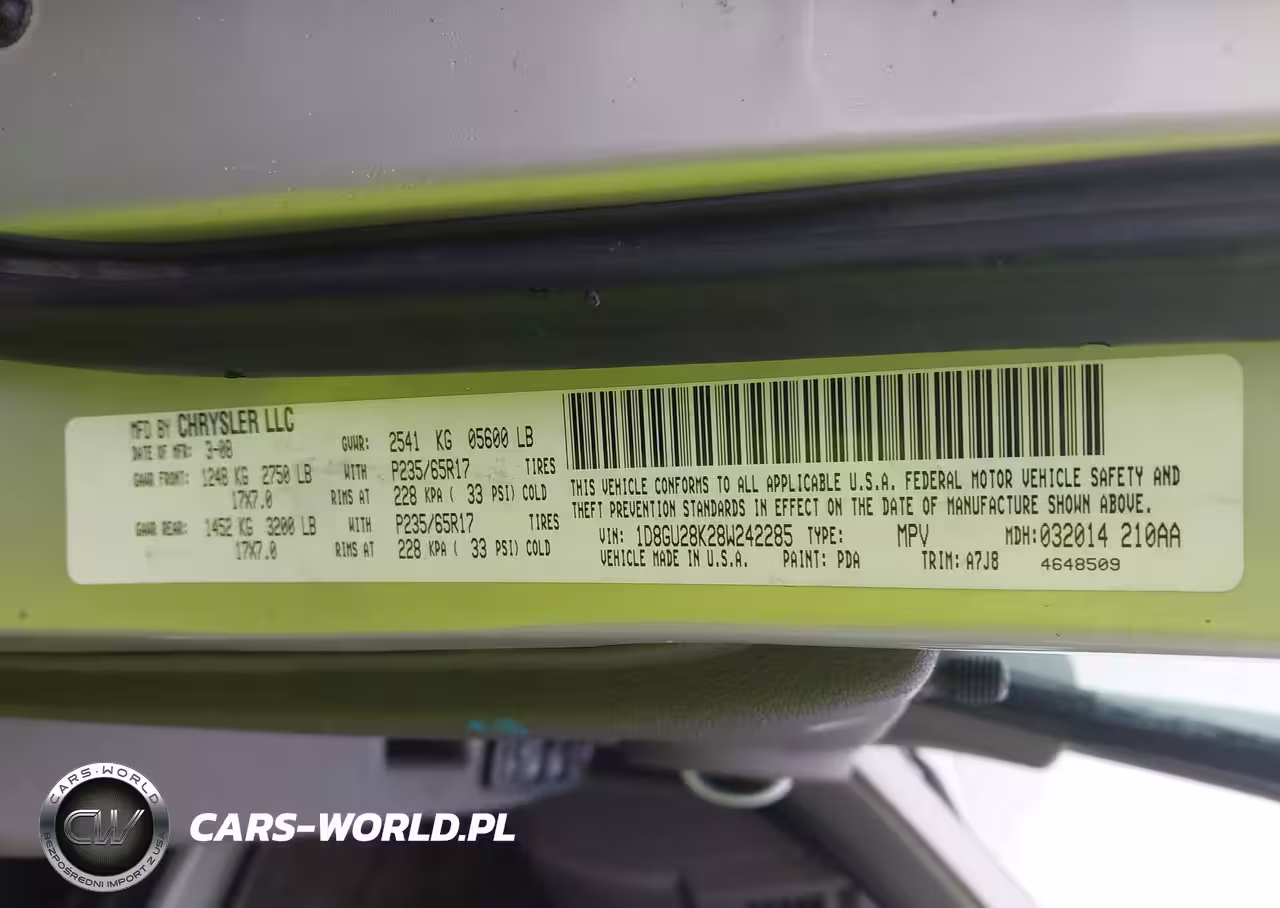 MFD BY CHRYSLER LLC
DATE OF MFR: 3-08
GVWR: 2541 KG 05600 LB
GAWR FRONT: 1248 KG 2750 LB WITH P235/65R17 TIRES
17X7.0 RIMS AT 228 KPA ( 33 PSI) COLD
GAWR REAR: 1452 KG 3200 LB WITH P235/65R17 TIRES
17X7.0 RIMS AT 228 KPA ( 33 PSI) COLD
THIS VEHICLE CONFORMS TO ALL APPLICABLE U.S.A. FEDERAL MOTOR VEHICLE SAFETY AND
THEFT PREVENTION STANDARDS IN EFFECT ON THE DATE OF MANUFACTURE SHOWN ABOVE.
VIN: 1D8GU28K28W242285 TYPE: MPV MDH: 032014 210AA
VEHICLE MADE IN U.S.A. PAINT: PDA TRIM: A7J8 4648509
CARS-WORLD
CW
BEZPOŚREDNI IMPORT Z USA
CARS-WORLD.PL